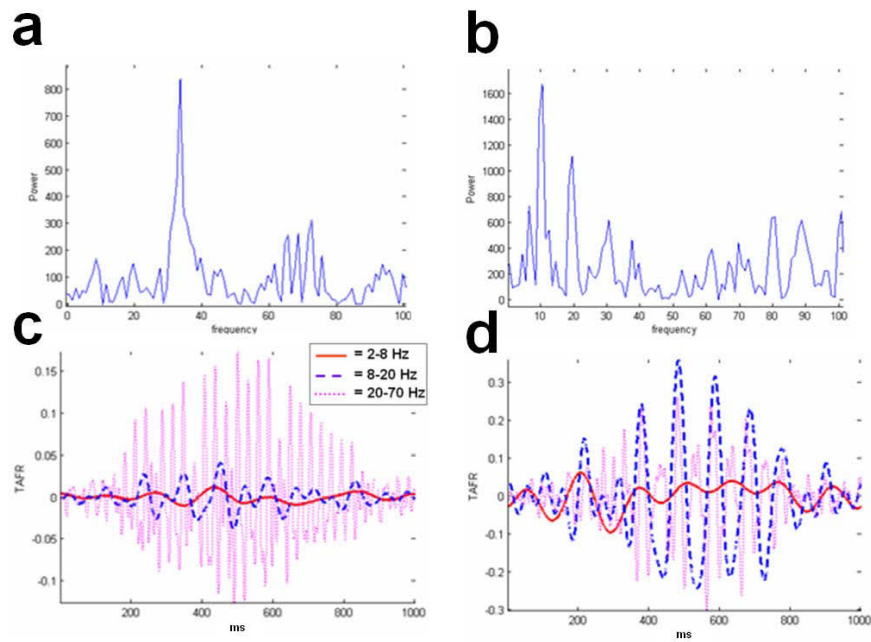 a
b
800
700
600
500
400
300
200
100
0
Power
0 20 40 60 80 100
frequency
1600
1400
1200
1000
800
600
400
200
0
Power
10 20 30 40 50 60 70 80 90 100
frequency
c
d
= 2-8 Hz
= 8-20 Hz
= 20-70 Hz
0.15
0.1
0.05
0
-0.05
-0.1
TAFR
200 400 600 800 1000
ms
0.3
0.2
0.1
0
-0.1
-0.2
-0.3
TAFR
200 400 600 800 1000
ms